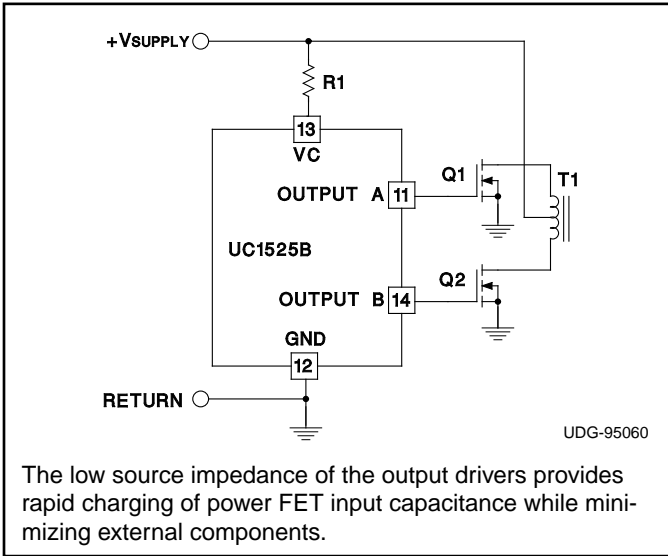 +VSUPPLY
R1
13
VC
Q1
T1
OUTPUT A 11
UC1525B
Q2
OUTPUT B 14
GND
12
RETURN
UDG-95060
The low source impedance of the output drivers provides
rapid charging of power FET input capacitance while mini-
mizing external components.